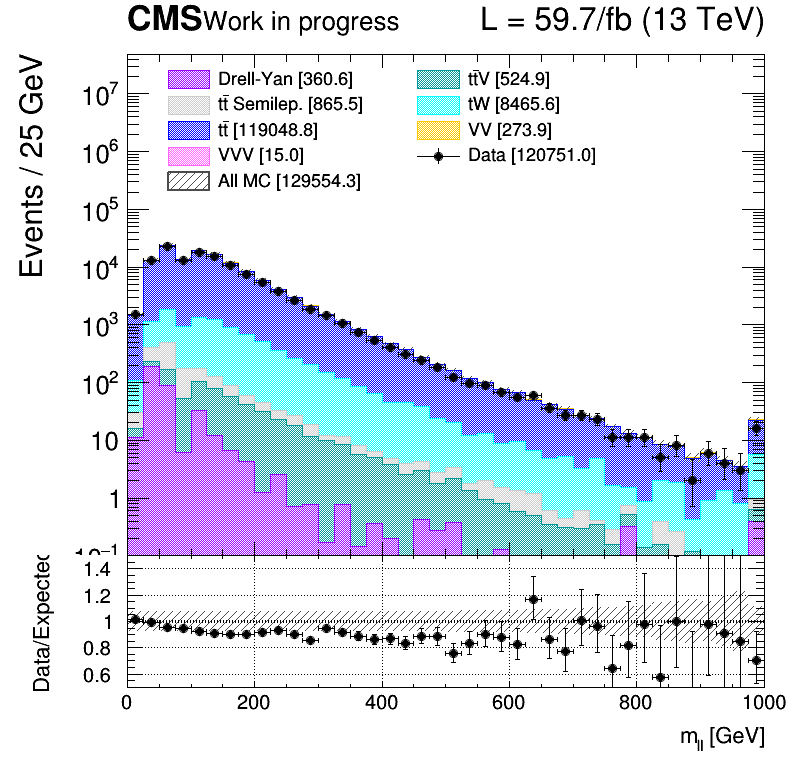 CMS Work in progress L = 59.7/fb (13 TeV)
Events / 25 GeV
Drell-Yan [360.6]
tt̄V [524.9]
tt̄ Semilep. [865.5]
tW [8465.6]
tt̄ [119048.8]
VV [273.9]
VVV [15.0]
Data [120751.0]
All MC [129554.3]
10⁷
10⁶
10⁵
10⁴
10³
10²
10
1
10⁻¹
Data/Expected
1.4
1.2
1
0.8
0.6
0 200 400 600 800 1000
m_ll [GeV]